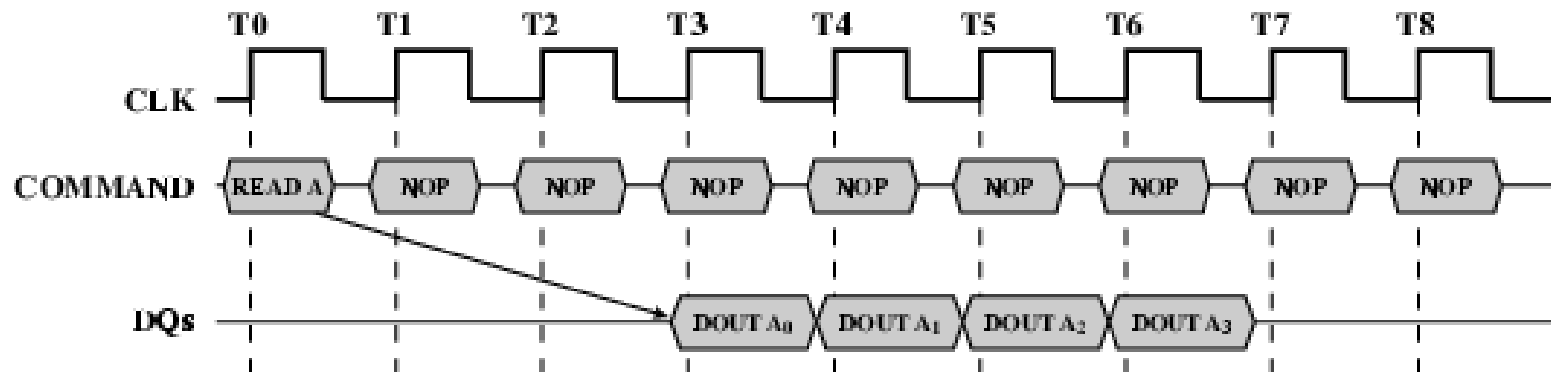 T0 T1 T2 T3 T4 T5 T6 T7 T8
CLK
COMMAND READ A NOP NOP NOP NOP NOP NOP NOP NOP
DQs DOUT A0 DOUT A1 DOUT A2 DOUT A3